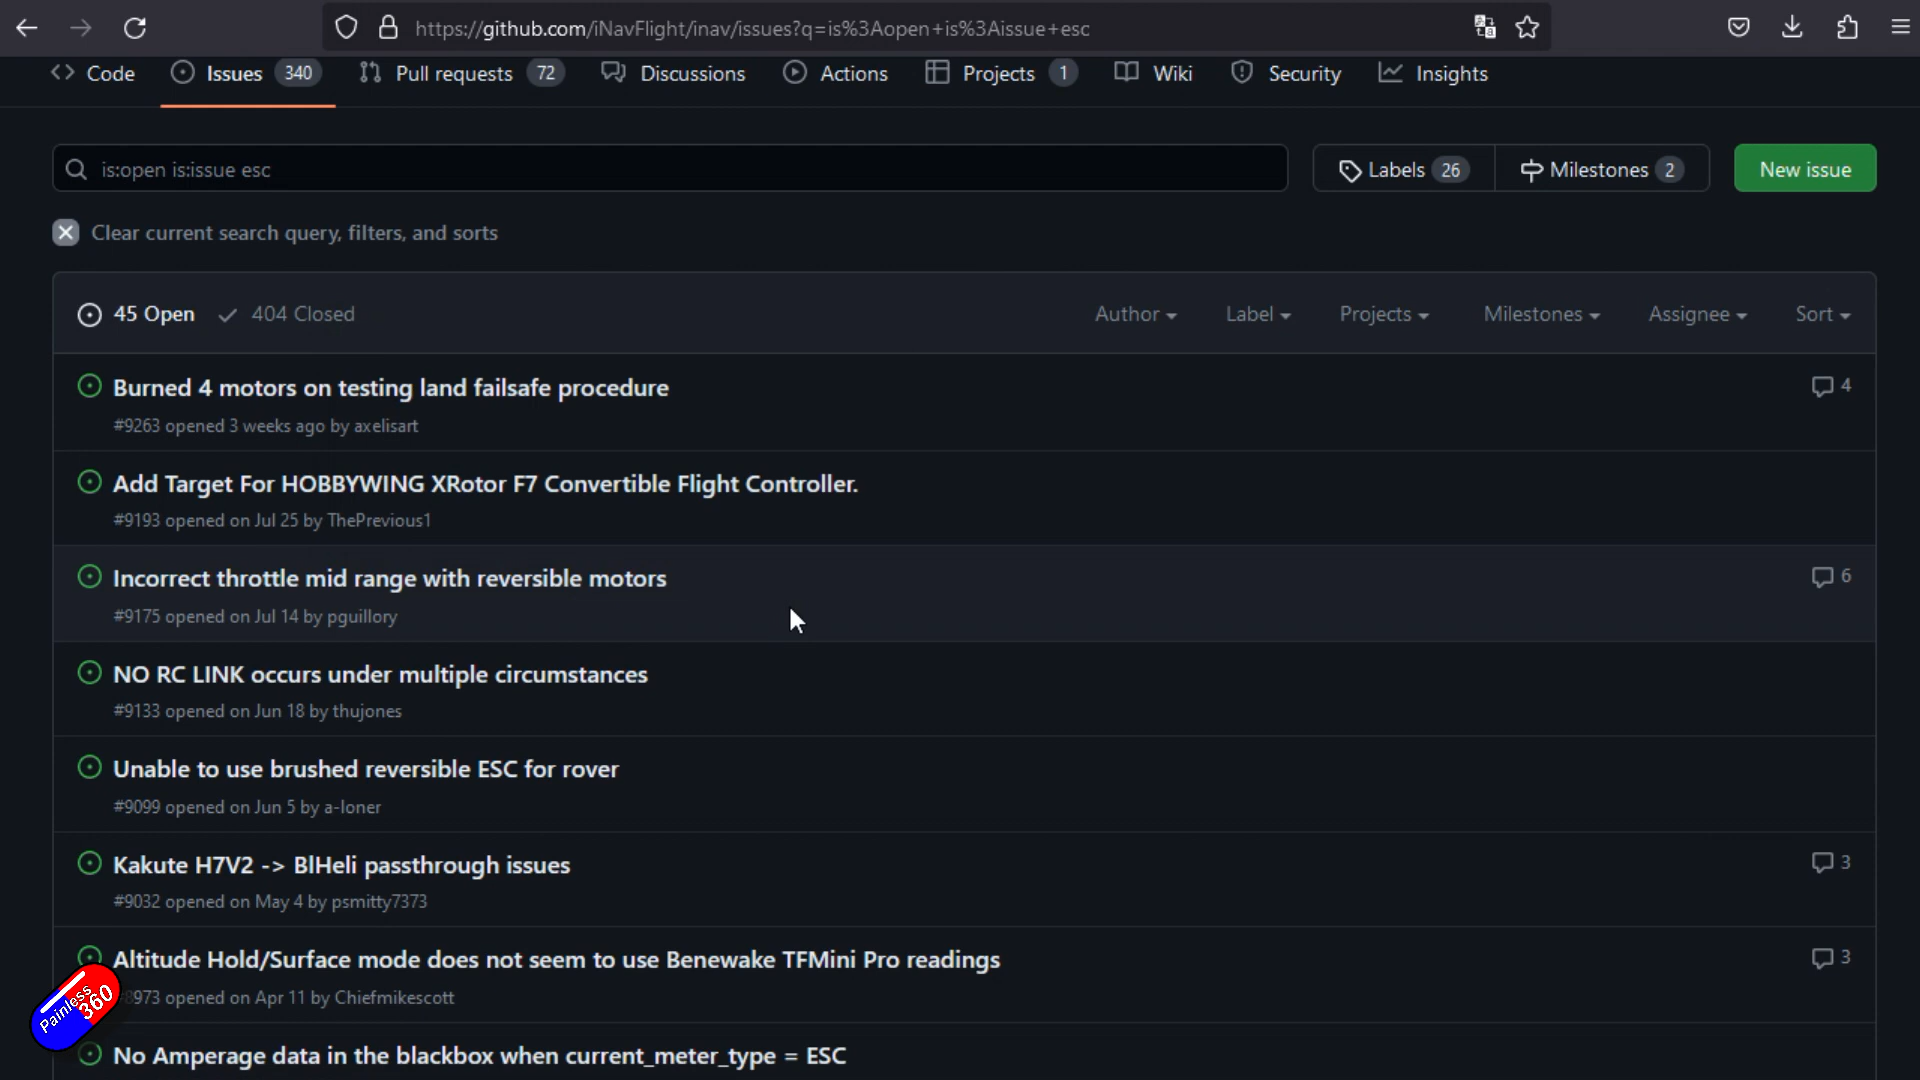 https://github.com/iNavFlight/inav/issues?q=is%3Aopen+is%3Aissue+esc
Code Issues 340 Pull requests 72 Discussions Actions Projects 1 Wiki Security Insights
is:open is:issue esc Labels 26 Milestones 2 New issue
Clear current search query, filters, and sorts
45 Open 404 Closed Author Label Projects Milestones Assignee Sort
Burned 4 motors on testing land failsafe procedure 4
#9263 opened 3 weeks ago by axelisart
Add Target For HOBBYWING XRotor F7 Convertible Flight Controller.
#9193 opened on Jul 25 by ThePrevious1
Incorrect throttle mid range with reversible motors 6
#9175 opened on Jul 14 by pguillory
NO RC LINK occurs under multiple circumstances
#9133 opened on Jun 18 by thujones
Unable to use brushed reversible ESC for rover
#9099 opened on Jun 5 by a-loner
Kakute H7V2 -> BlHeli passthrough issues 3
#9032 opened on May 4 by psmitty7373
Altitude Hold/Surface mode does not seem to use Benewake TFMini Pro readings 3
#8973 opened on Apr 11 by Chiefmikescott
No Amperage data in the blackbox when current_meter_type = ESC
Painless
360